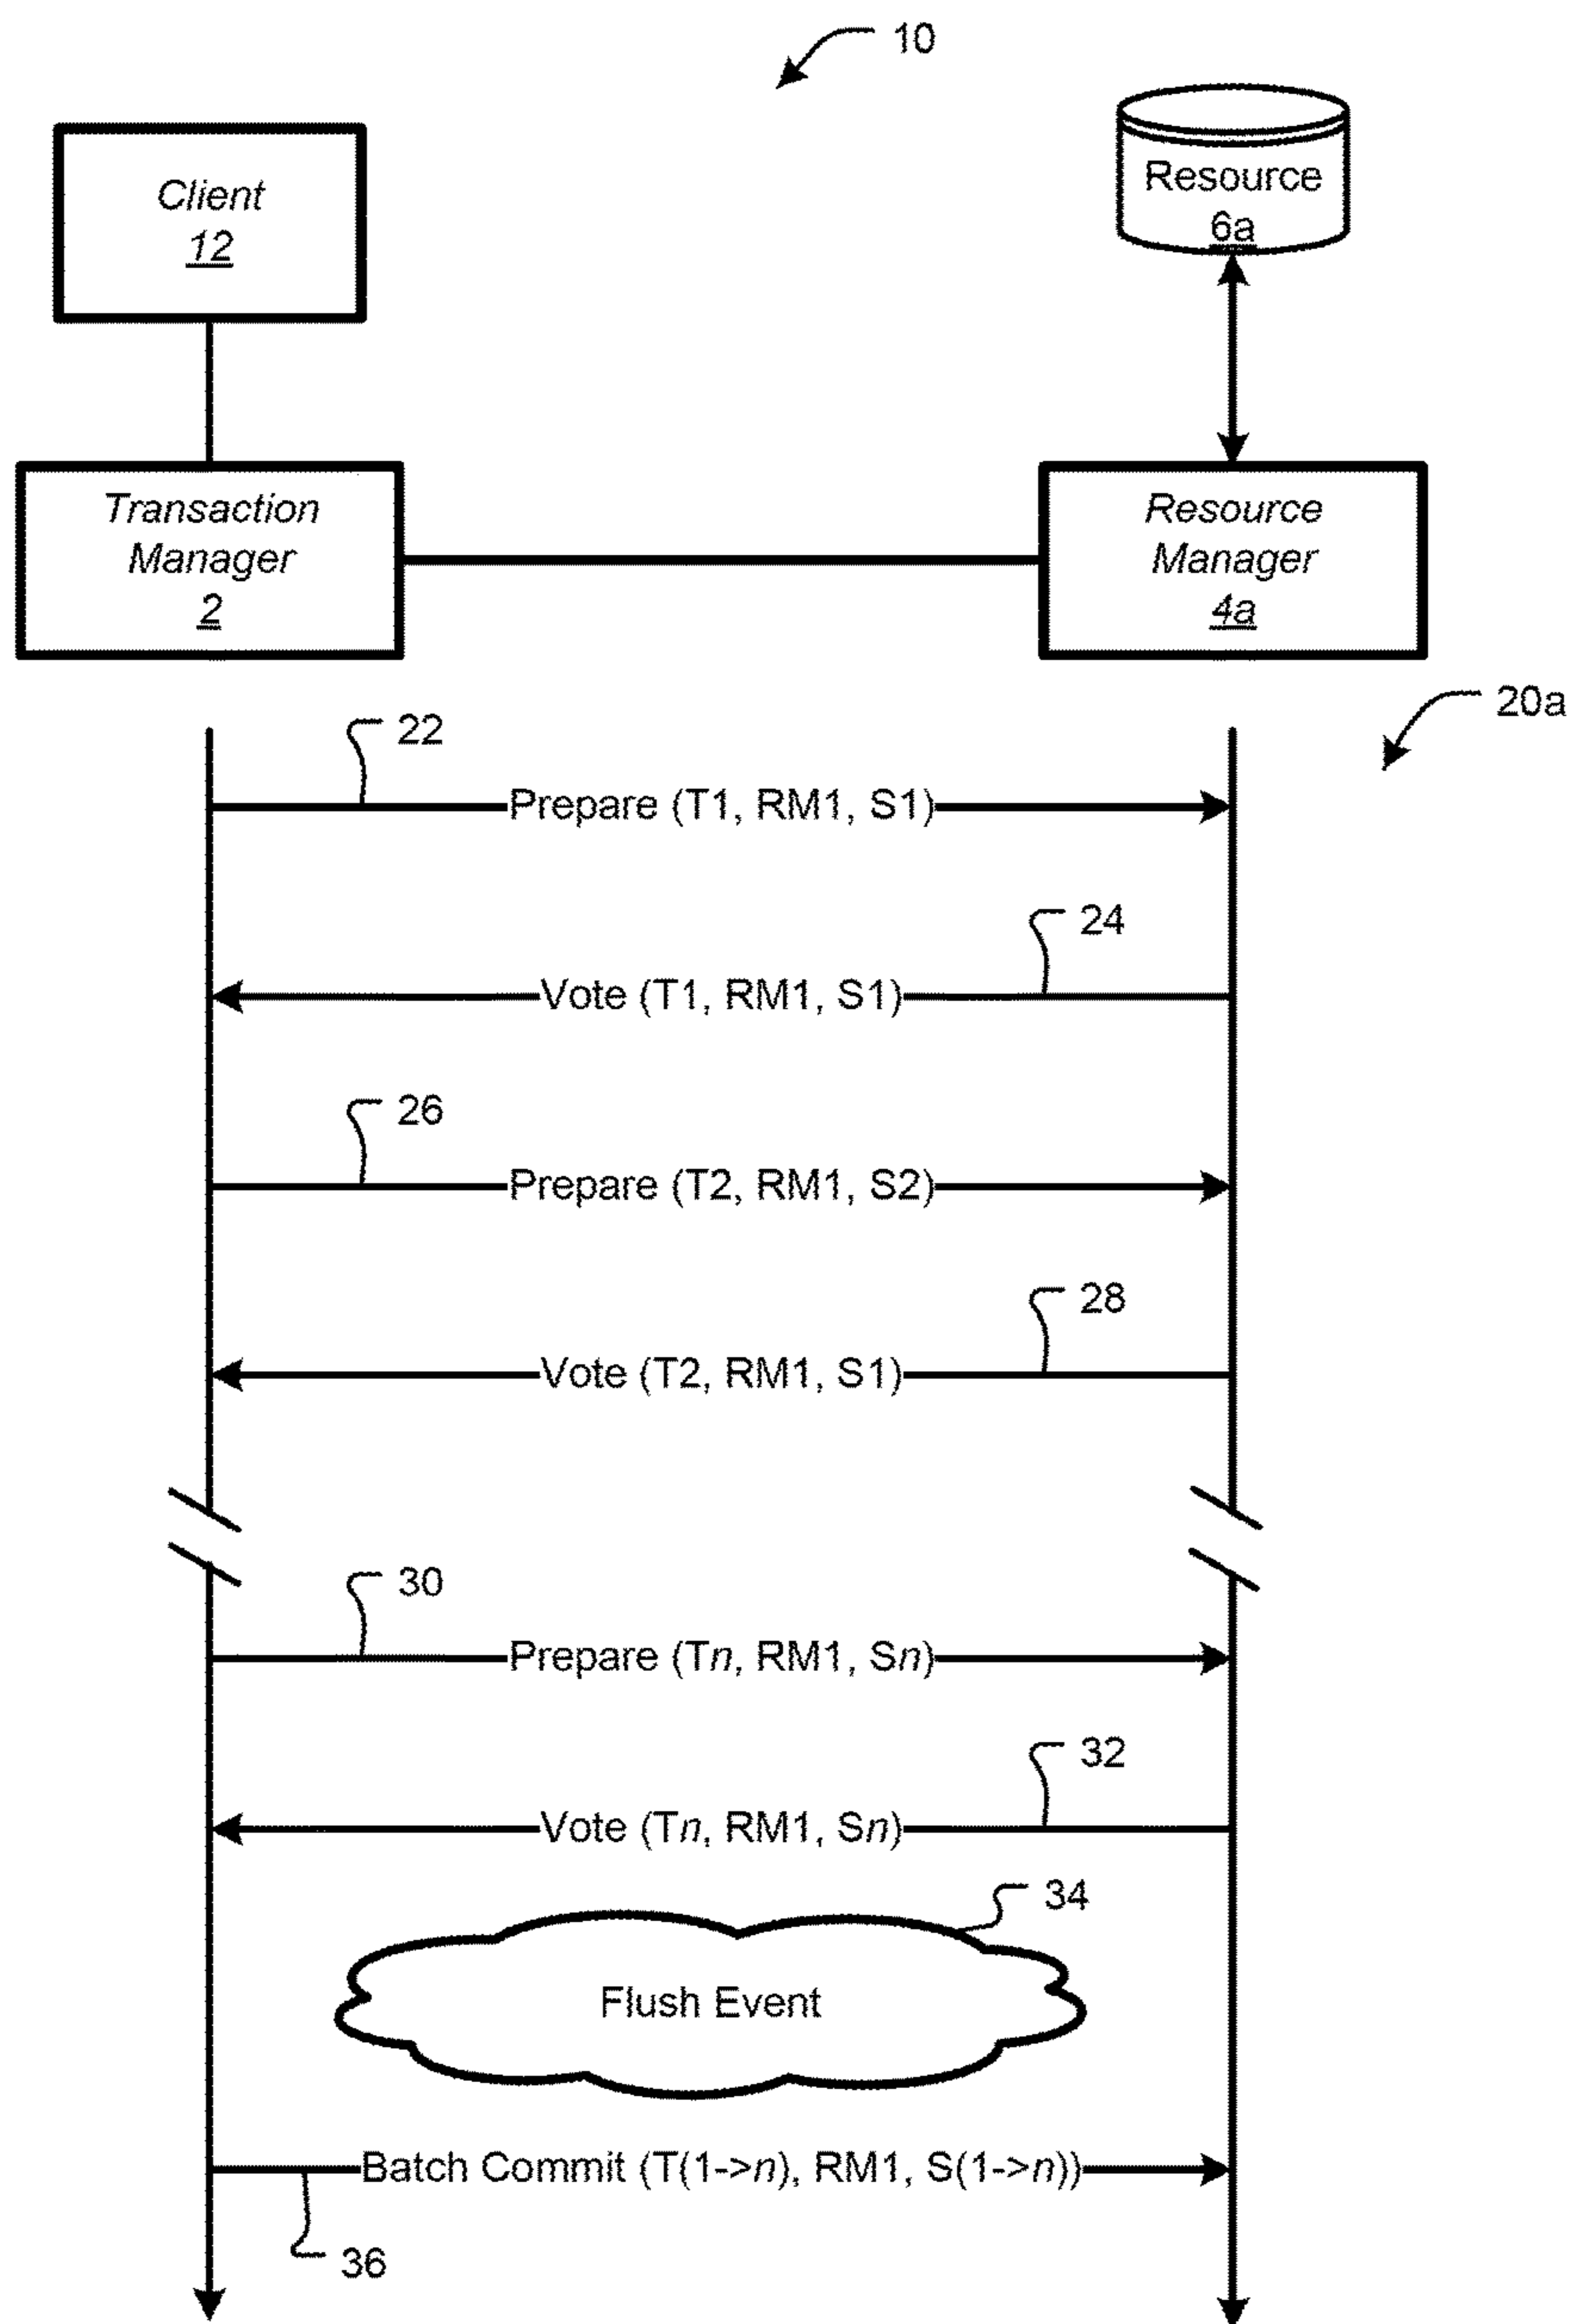 10
Client
12
Resource
6a
Transaction
Manager
2
Resource
Manager
4a
20a
22
Prepare (T1, RM1, S1)
24
Vote (T1, RM1, S1)
26
Prepare (T2, RM1, S2)
28
Vote (T2, RM1, S1)
30
Prepare (Tn, RM1, Sn)
32
Vote (Tn, RM1, Sn)
34
Flush Event
Batch Commit (T(1->n), RM1, S(1->n))
36